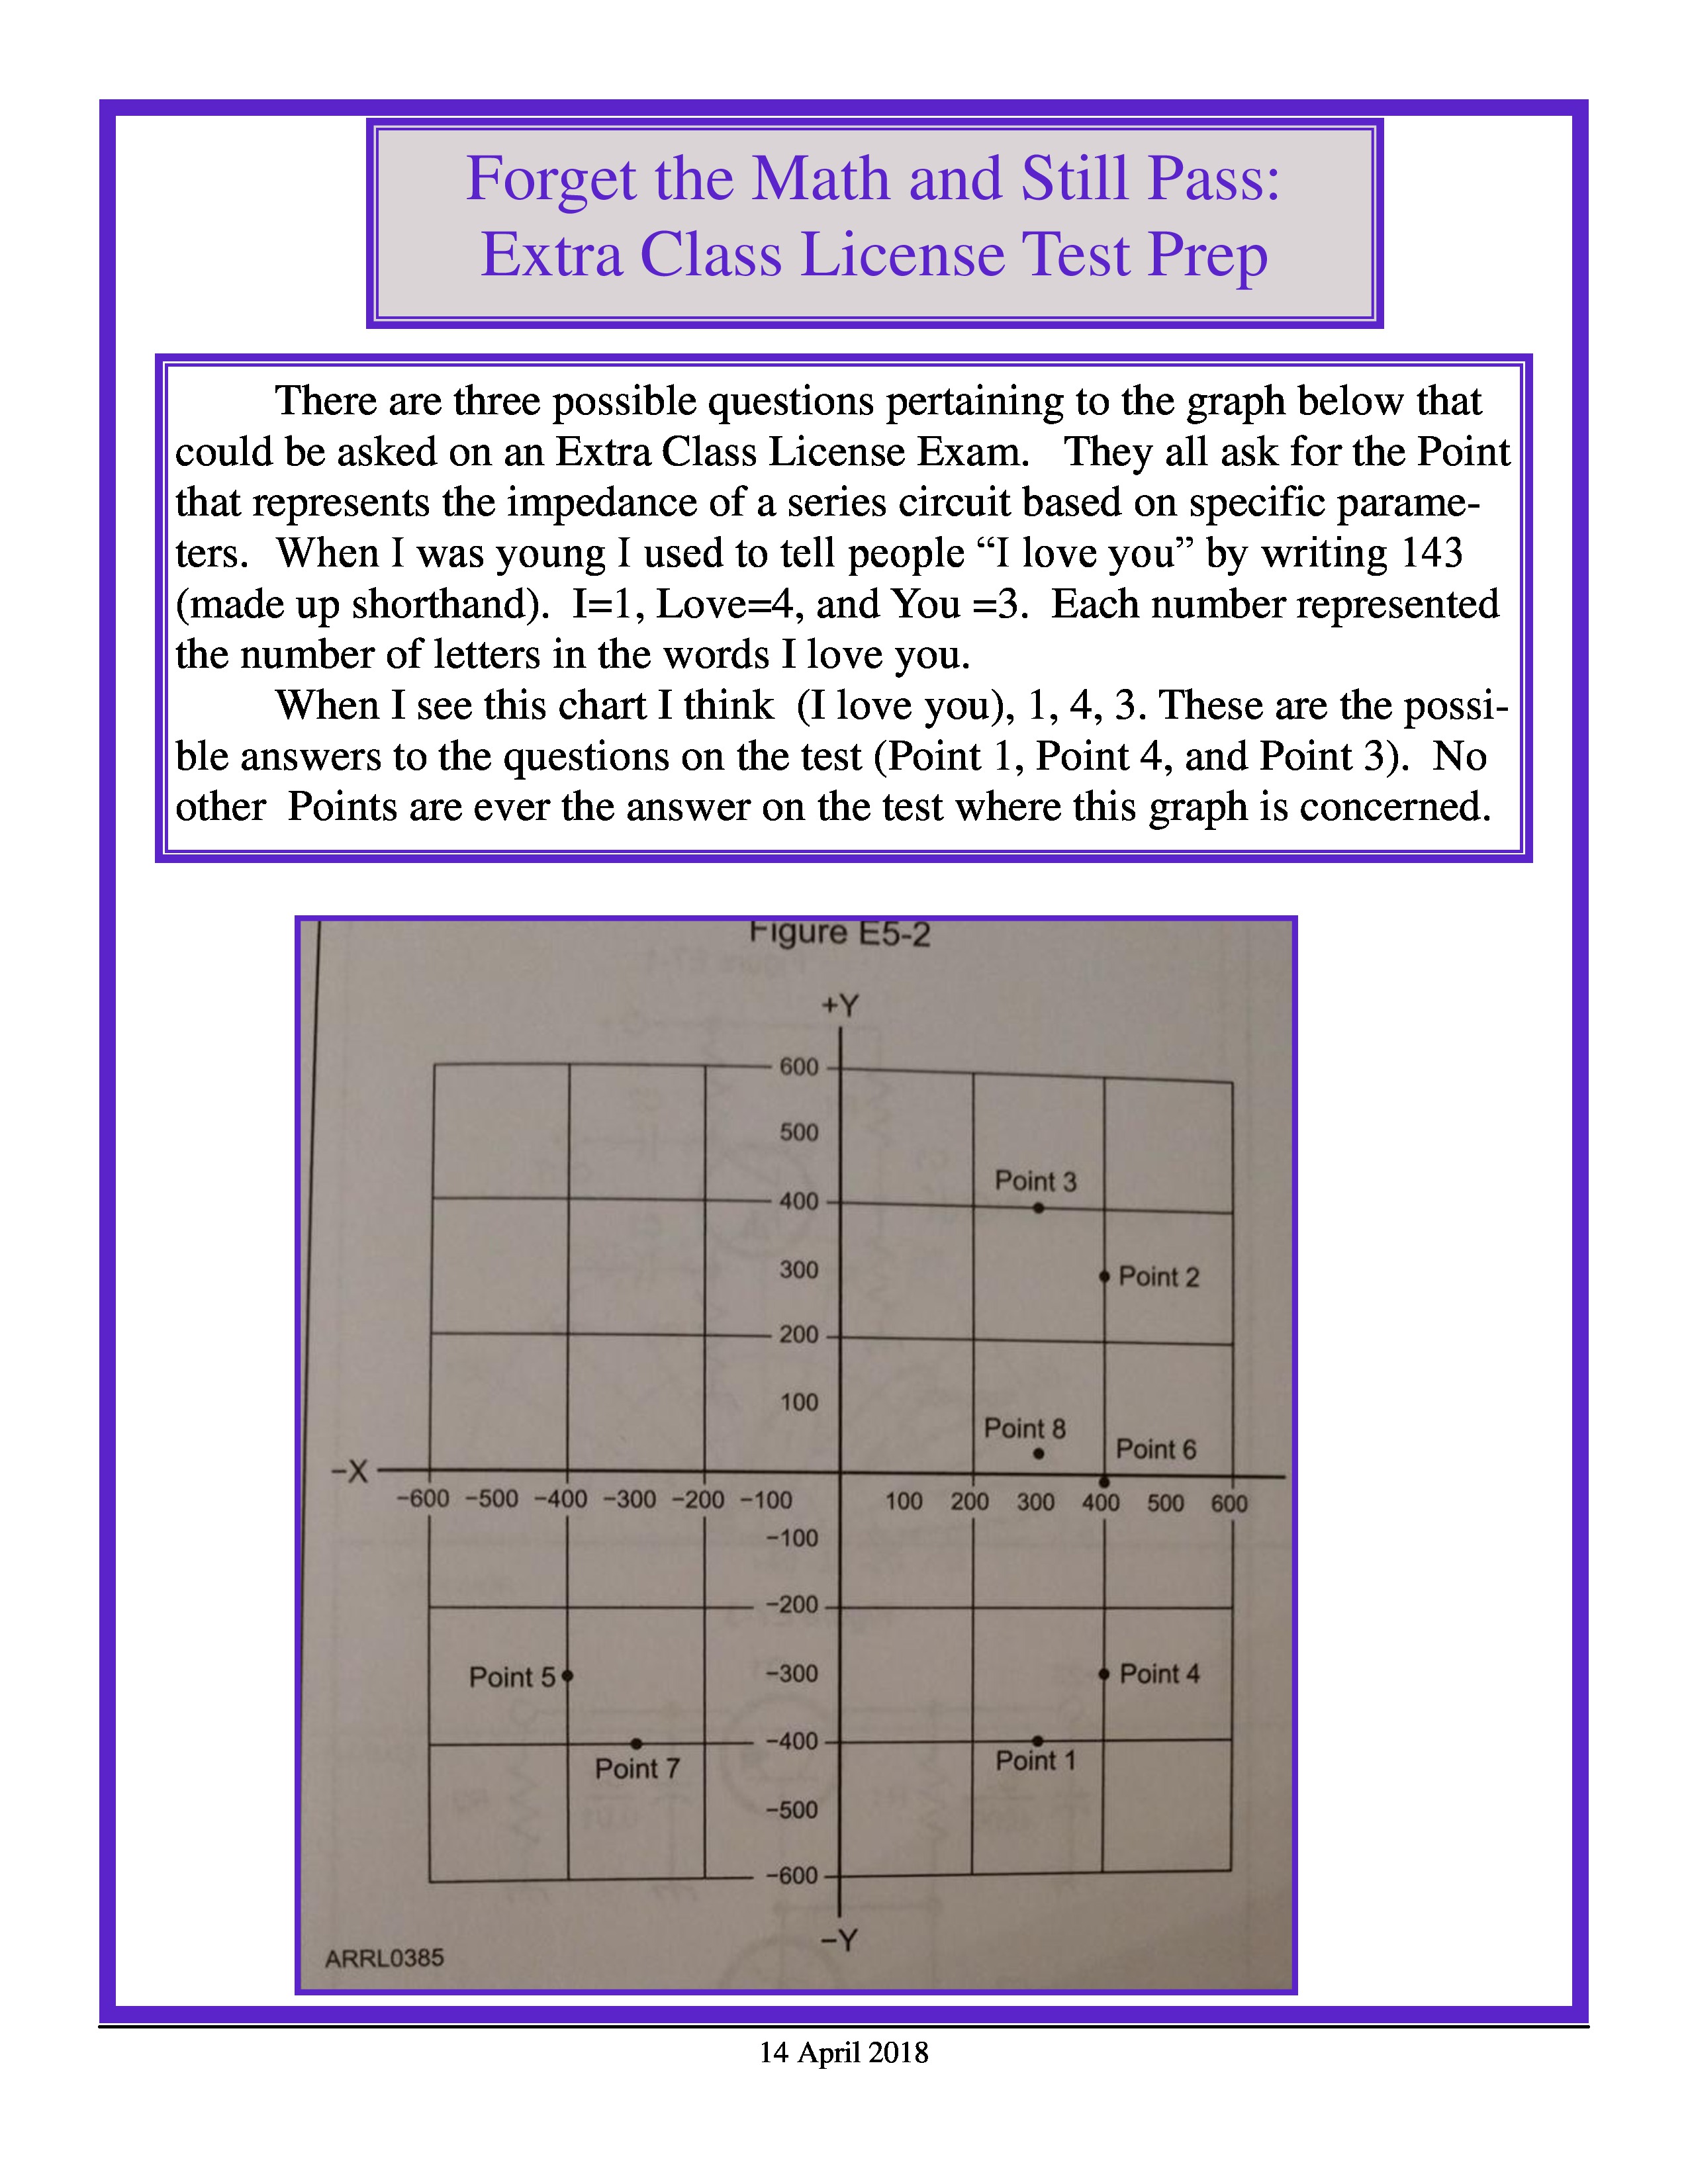 Forget the Math and Still Pass:
Extra Class License Test Prep
There are three possible questions pertaining to the graph below that
could be asked on an Extra Class License Exam.   They all ask for the Point
that represents the impedance of a series circuit based on specific parame-
ters.  When I was young I used to tell people “I love you” by writing 143
(made up shorthand).  I=1, Love=4, and You =3.  Each number represented
the number of letters in the words I love you.
When I see this chart I think  (I love you), 1, 4, 3. These are the possi-
ble answers to the questions on the test (Point 1, Point 4, and Point 3).  No
other  Points are ever the answer on the test where this graph is concerned.
Figure E5-2
+Y
600
500
Point 3
400
300
Point 2
200
100
Point 8
Point 6
−X
−600 −500 −400 −300 −200 −100 100 200 300 400 500 600
−100
−200
Point 5
−300
Point 4
−400
Point 7
Point 1
−500
−600
−Y
ARRL0385
14 April 2018